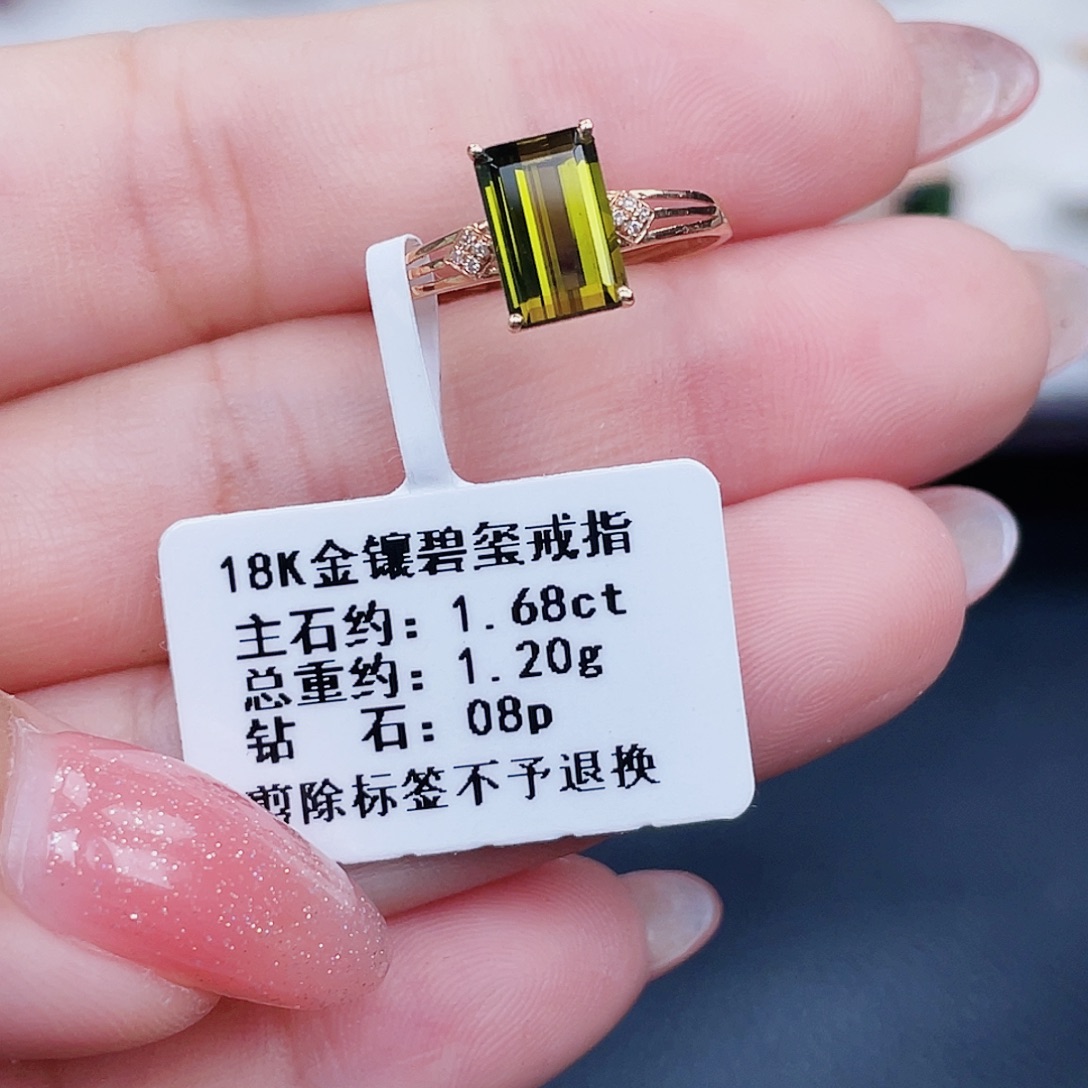 18K金镶碧玺戒指
主石约: 1.68ct
总重约: 1.20g
钻 石: 08p
剪除标签不予退换